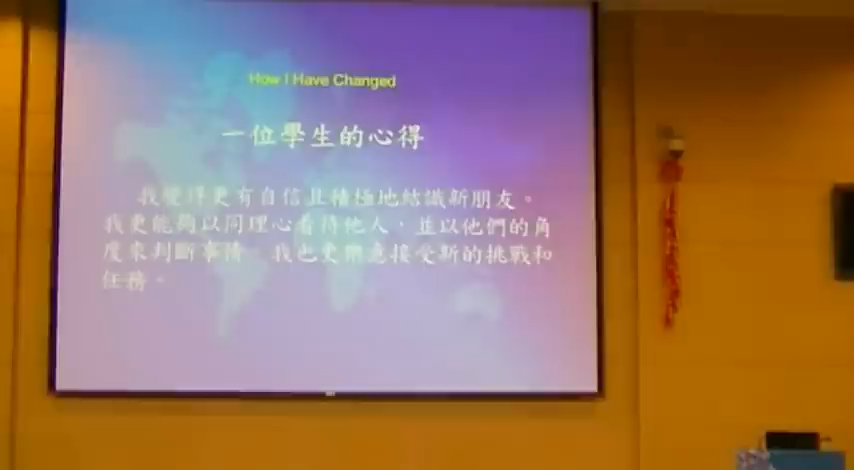 How I Have Changed
一位學生的心得
我變得更有自信且積極地結識新朋友。
我更能夠以同理心看待他人，並以他們的角
度來判斷事情。我也更樂意接受新的挑戰和
任務。